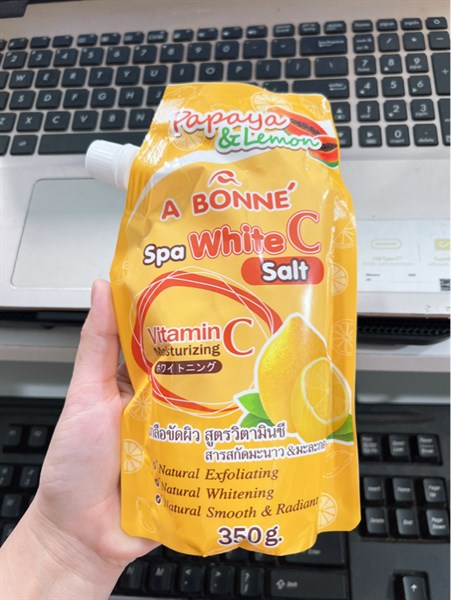 Papaya
& Lemon
A BONNÉ
Spa White C
Salt
Vitamin C
Moisturizing
ホワイトニング
เกลือขัดผิว สูตรวิตามินซี
สารสกัดมะนาว & มะละกอ
Natural Exfoliating
Natural Whitening
Natural Smooth & Radiant
350g.